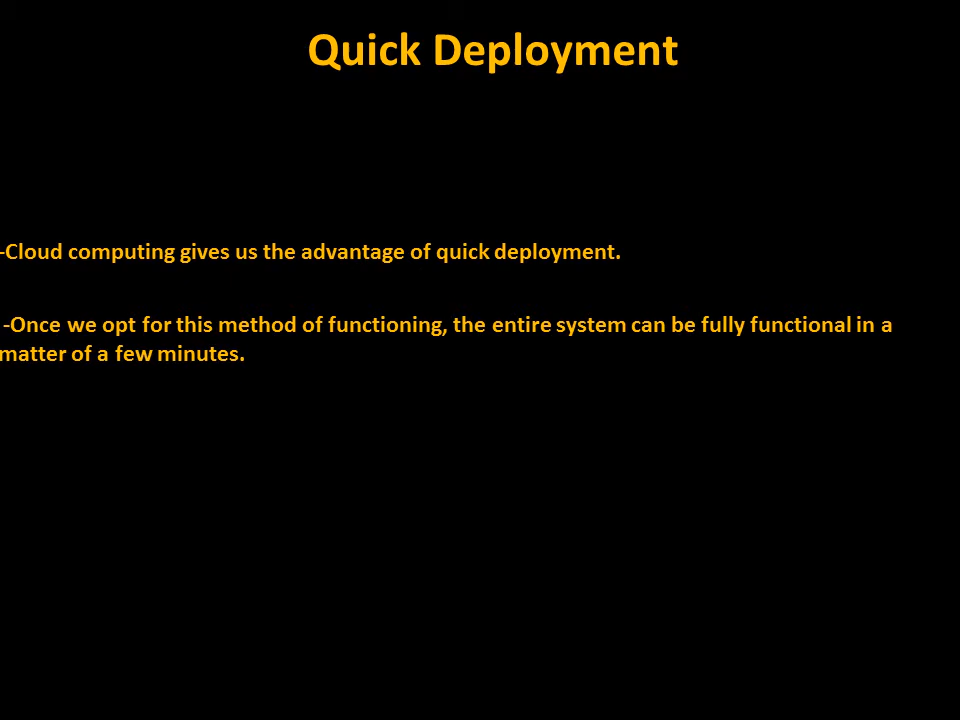 Quick Deployment
-Cloud computing gives us the advantage of quick deployment.
-Once we opt for this method of functioning, the entire system can be fully functional in a
matter of a few minutes.